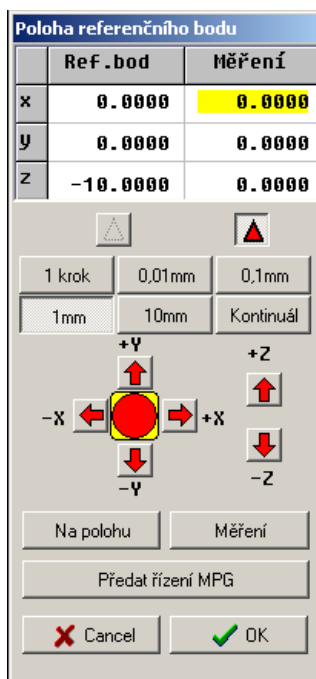 Poloha referenčního bodu
Ref.bod Měření
x 0.0000 0.0000
y 0.0000 0.0000
z -10.0000 0.0000
1 krok 0,01mm 0,1mm
1mm 10mm Kontinuál
+Y
+Z
-X +X
-Y
-Z
Na polohu Měření
Předat řízení MPG
Cancel OK